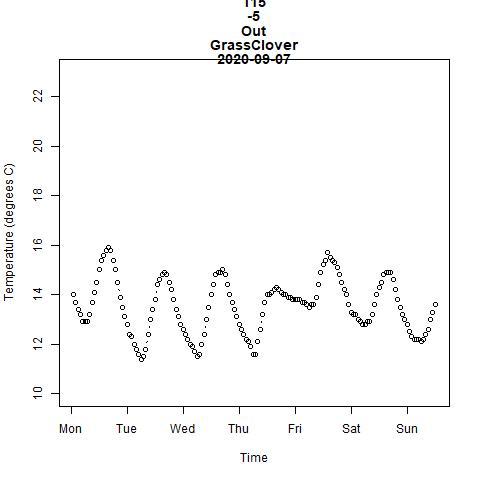 T15
-5
Out
GrassClover
2020-09-07
Temperature (degrees C)
22
20
18
16
14
12
10
Mon Tue Wed Thu Fri Sat Sun
Time